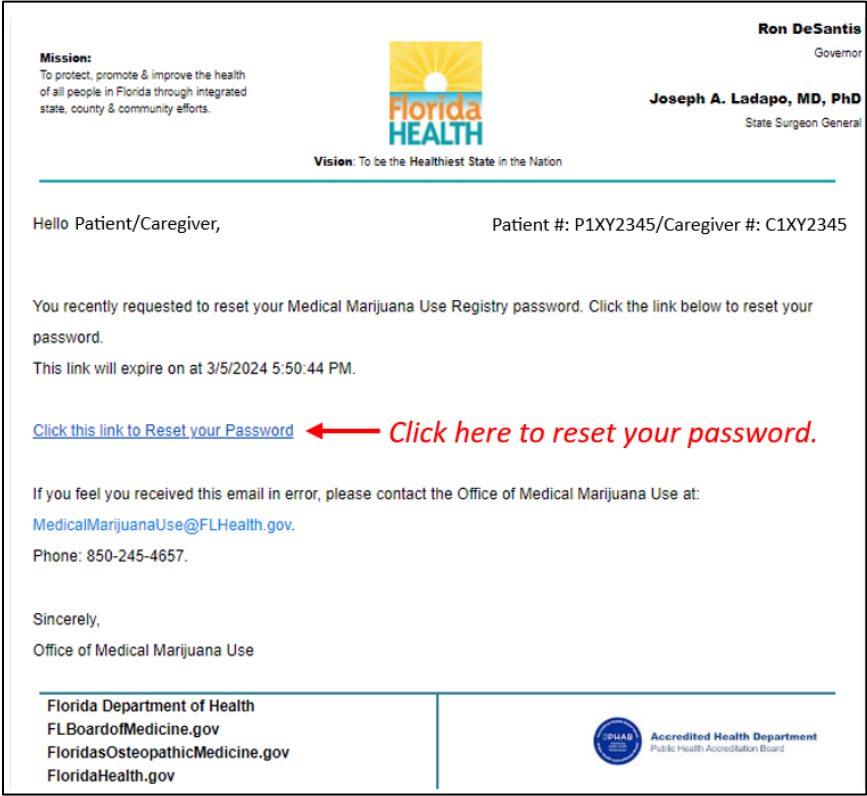 Mission:
To protect, promote & improve the health
of all people in Florida through integrated
state, county & community efforts.
Florida
HEALTH
Vision: To be the Healthiest State in the Nation
Ron DeSantis
Governor
Joseph A. Ladapo, MD, PhD
State Surgeon General
Hello Patient/Caregiver,
Patient #: P1XY2345/Caregiver #: C1XY2345
You recently requested to reset your Medical Marijuana Use Registry password. Click the link below to reset your
password.
This link will expire on at 3/5/2024 5:50:44 PM.
Click this link to Reset your Password
Click here to reset your password.
If you feel you received this email in error, please contact the Office of Medical Marijuana Use at:
MedicalMarijuanaUse@FLHealth.gov.
Phone: 850-245-4657.
Sincerely,
Office of Medical Marijuana Use
Florida Department of Health
FLBoardofMedicine.gov
FloridasOsteopathicMedicine.gov
FloridaHealth.gov
PHAB
Accredited Health Department
Public Health Accreditation Board